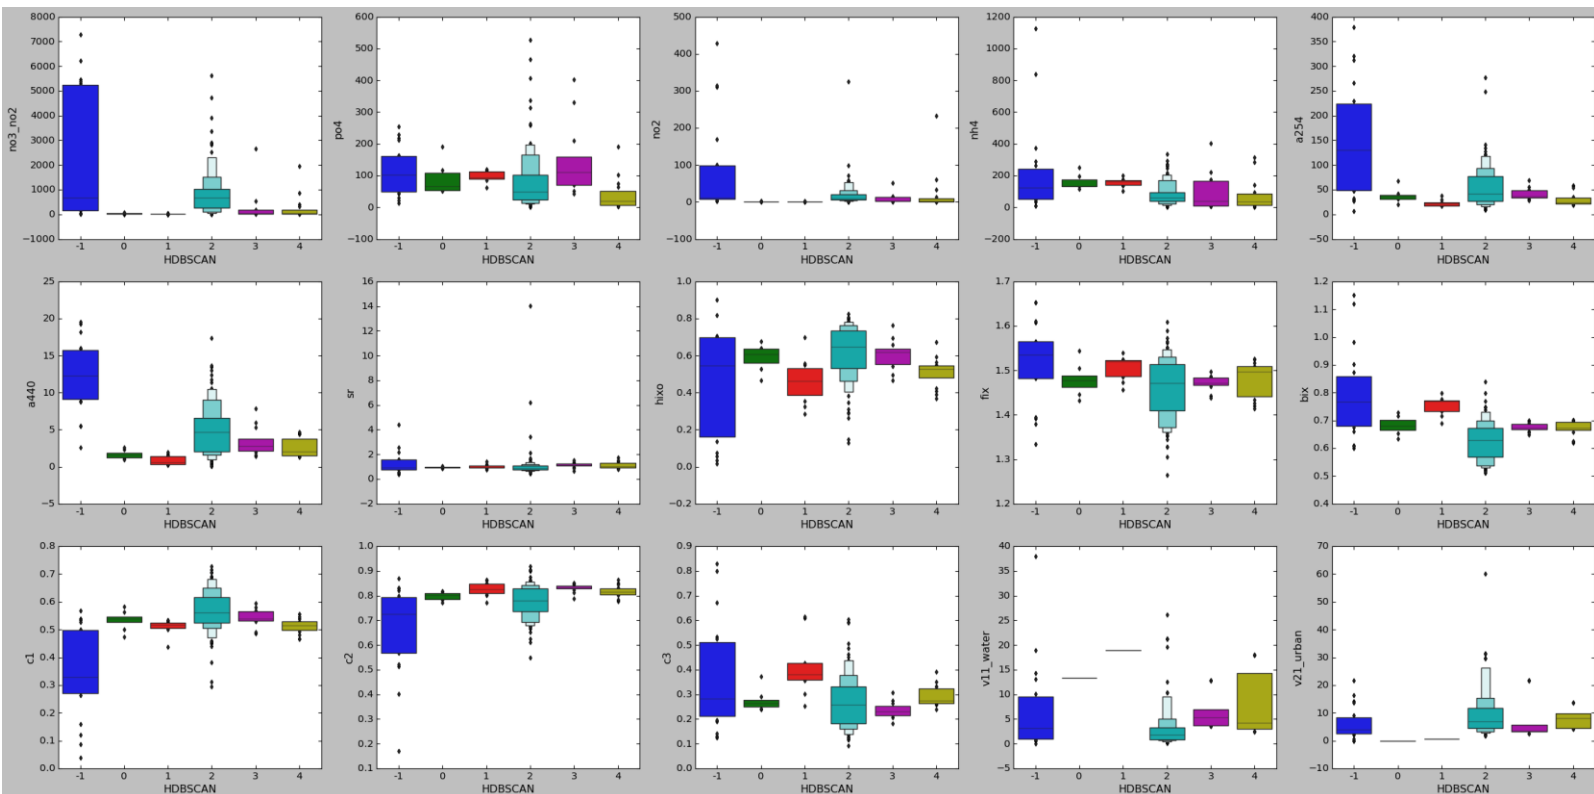 no3_no2
8000
7000
6000
5000
4000
3000
2000
1000
0
−1000
-1 0 1 2 3 4
HDBSCAN
po4
600
500
400
300
200
100
0
−100
-1 0 1 2 3 4
HDBSCAN
no2
500
400
300
200
100
0
−100
-1 0 1 2 3 4
HDBSCAN
nh4
1200
1000
800
600
400
200
0
−200
-1 0 1 2 3 4
HDBSCAN
a254
400
350
300
250
200
150
100
50
0
−50
-1 0 1 2 3 4
HDBSCAN
a440
25
20
15
10
5
0
−5
-1 0 1 2 3 4
HDBSCAN
sr
16
14
12
10
8
6
4
2
0
−2
-1 0 1 2 3 4
HDBSCAN
hixo
1.0
0.8
0.6
0.4
0.2
0.0
−0.2
-1 0 1 2 3 4
HDBSCAN
fix
1.7
1.6
1.5
1.4
1.3
1.2
-1 0 1 2 3 4
HDBSCAN
bix
1.2
1.1
1.0
0.9
0.8
0.7
0.6
0.5
0.4
-1 0 1 2 3 4
HDBSCAN
c1
0.8
0.7
0.6
0.5
0.4
0.3
0.2
0.1
0.0
-1 0 1 2 3 4
HDBSCAN
c2
1.0
0.9
0.8
0.7
0.6
0.5
0.4
0.3
0.2
0.1
-1 0 1 2 3 4
HDBSCAN
c3
0.9
0.8
0.7
0.6
0.5
0.4
0.3
0.2
0.1
0.0
-1 0 1 2 3 4
HDBSCAN
v11_water
40
35
30
25
20
15
10
5
0
−5
-1 0 1 2 3 4
HDBSCAN
v21_urban
70
60
50
40
30
20
10
0
−10
-1 0 1 2 3 4
HDBSCAN